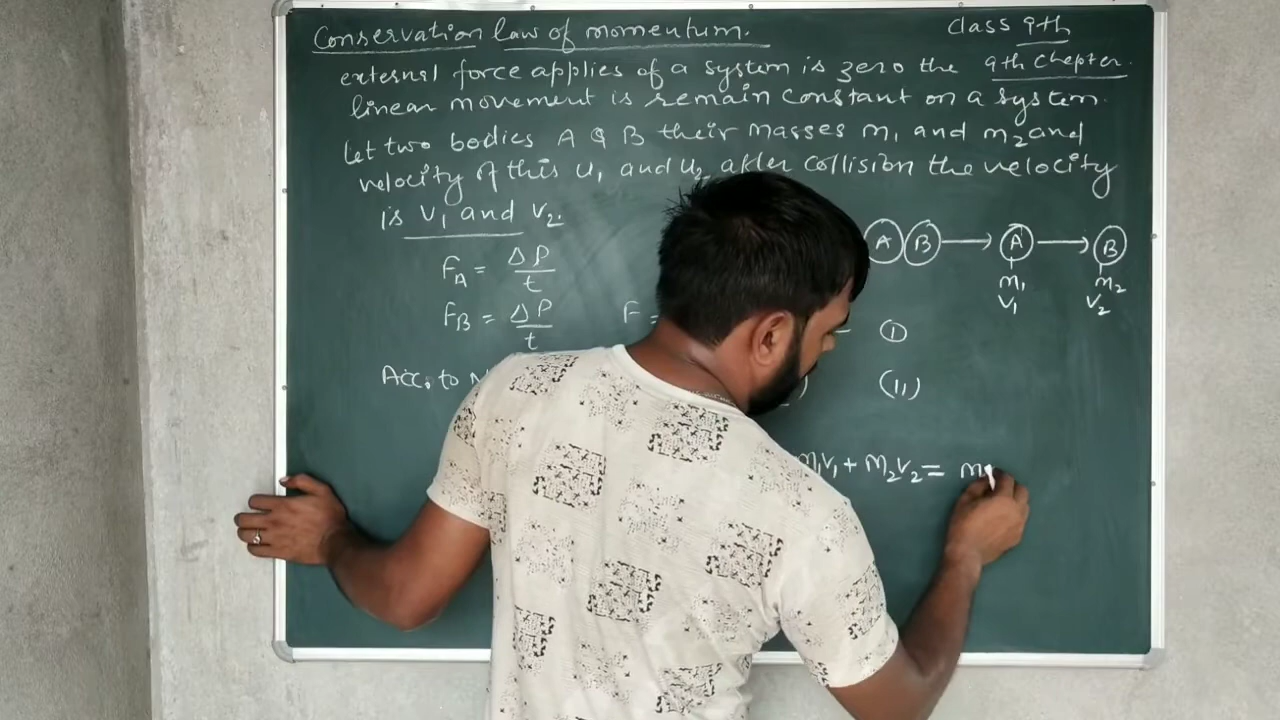 Conservation law of momentum.
Class 9th
external force applies of a system is zero the
9th Chepter.
linear movement is remain constant on a system.
Let two bodies A & B their masses m₁ and m₂ and
velocity of this u₁ and u₂ after collision the velocity
is v₁ and v₂.
A B → A → B
m₁ m₂
v₁ v₂
F_A = ΔP/t
F_B = ΔP/t F = - ①
Acc. to (11)
m₁v₁ + m₂v₂ = m